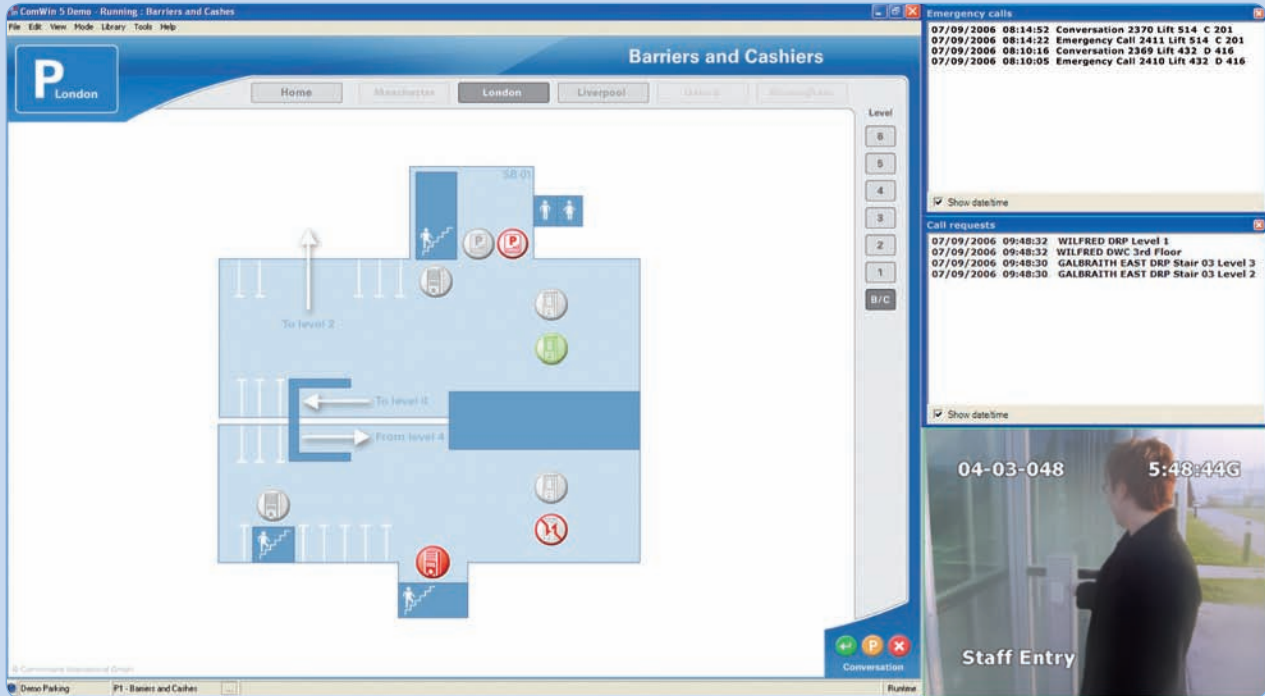 ComWin 5 Demo - Running : Barriers and Cashes
File Edit View Mode Library Tools Help
P
London
Barriers and Cashiers
Home Manchester London Liverpool
Level
6
5
4
3
2
1
B/C
SB 01
P P
To level 2
To level 4
From level 4
P
Conversation
Demo Parking P1 - Barriers and Cashes ... Runtime
Emergency calls
07/09/2006 08:14:52 Conversation 2370 Lift 514 C 201
07/09/2006 08:14:22 Emergency Call 2411 Lift 514 C 201
07/09/2006 08:10:16 Conversation 2369 Lift 432 D 416
07/09/2006 08:10:05 Emergency Call 2410 Lift 432 D 416
Show date/time
Call requests
07/09/2006 09:48:32 WILFRED DRP Level 1
07/09/2006 09:48:32 WILFRED DWC 3rd Floor
07/09/2006 09:48:30 GALBRAITH EAST DRP Stair 03 Level 3
07/09/2006 09:48:30 GALBRAITH EAST DRP Stair 03 Level 2
Show date/time
04-03-048 5:48:44G
Staff Entry